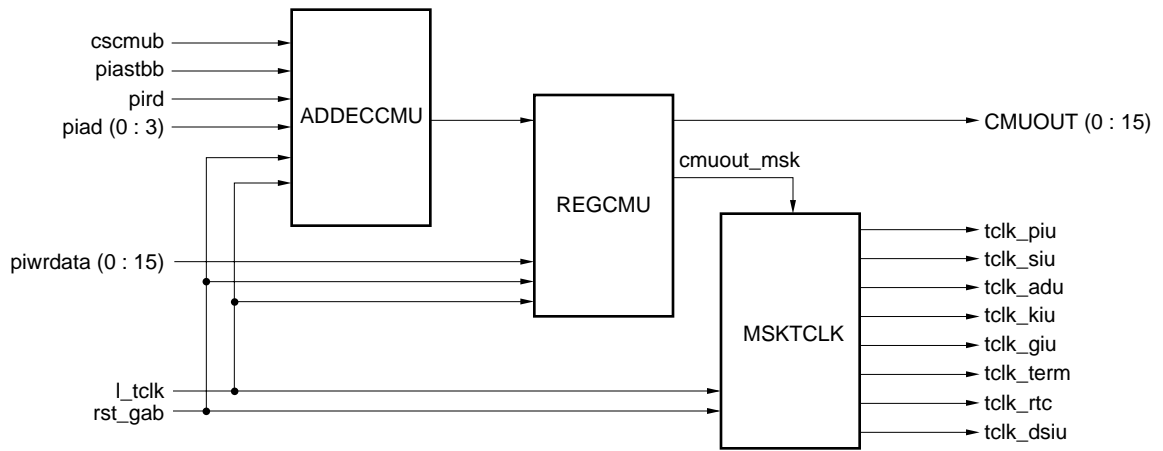 cscmub
piastbb
pird
piad (0 : 3)
ADDECCMU
CMUOUT (0 : 15)
cmuout_msk
REGCMU
piwrdata (0 : 15)
tclk_piu
tclk_siu
tclk_adu
tclk_kiu
MSKTCLK
tclk_giu
tclk_term
l_tclk
tclk_rtc
rst_gab
tclk_dsiu